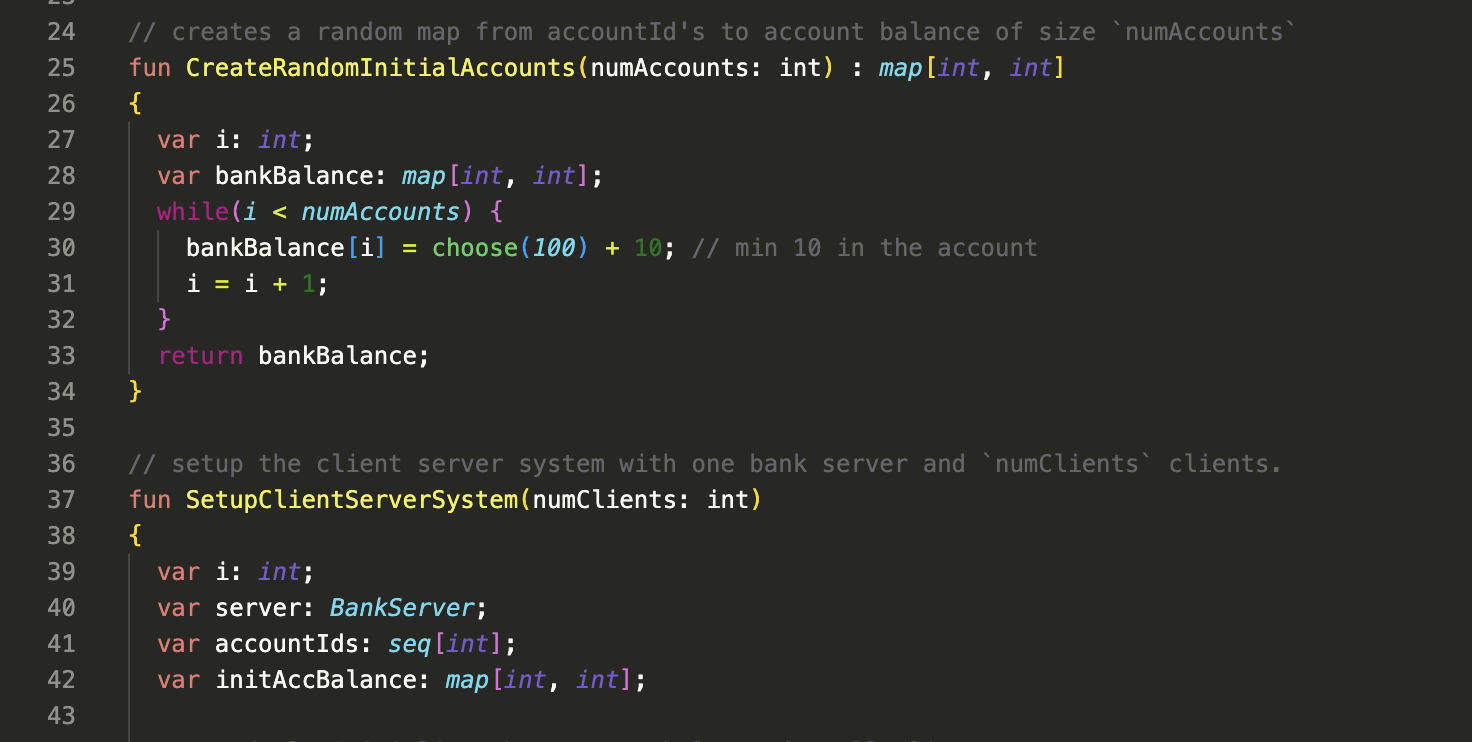 24 // creates a random map from accountId's to account balance of size `numAccounts`
25 fun CreateRandomInitialAccounts(numAccounts: int) : map[int, int]
26 {
27   var i: int;
28   var bankBalance: map[int, int];
29   while(i < numAccounts) {
30     bankBalance[i] = choose(100) + 10; // min 10 in the account
31     i = i + 1;
32   }
33   return bankBalance;
34 }
35
36 // setup the client server system with one bank server and `numClients` clients.
37 fun SetupClientServerSystem(numClients: int)
38 {
39   var i: int;
40   var server: BankServer;
41   var accountIds: seq[int];
42   var initAccBalance: map[int, int];
43